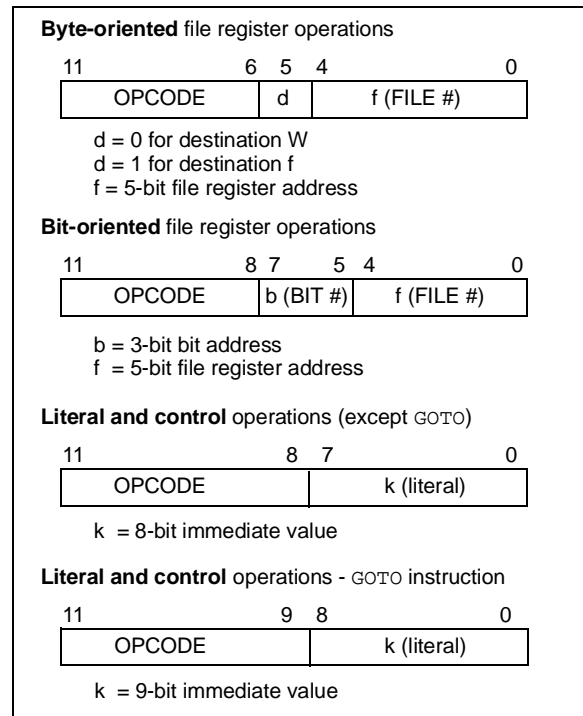 Byte-oriented file register operations
11 6 5 4 0
OPCODE d f (FILE #)
d = 0 for destination W
d = 1 for destination f
f = 5-bit file register address
Bit-oriented file register operations
11 8 7 5 4 0
OPCODE b (BIT #) f (FILE #)
b = 3-bit bit address
f = 5-bit file register address
Literal and control operations (except GOTO)
11 8 7 0
OPCODE k (literal)
k = 8-bit immediate value
Literal and control operations - GOTO instruction
11 9 8 0
OPCODE k (literal)
k = 9-bit immediate value